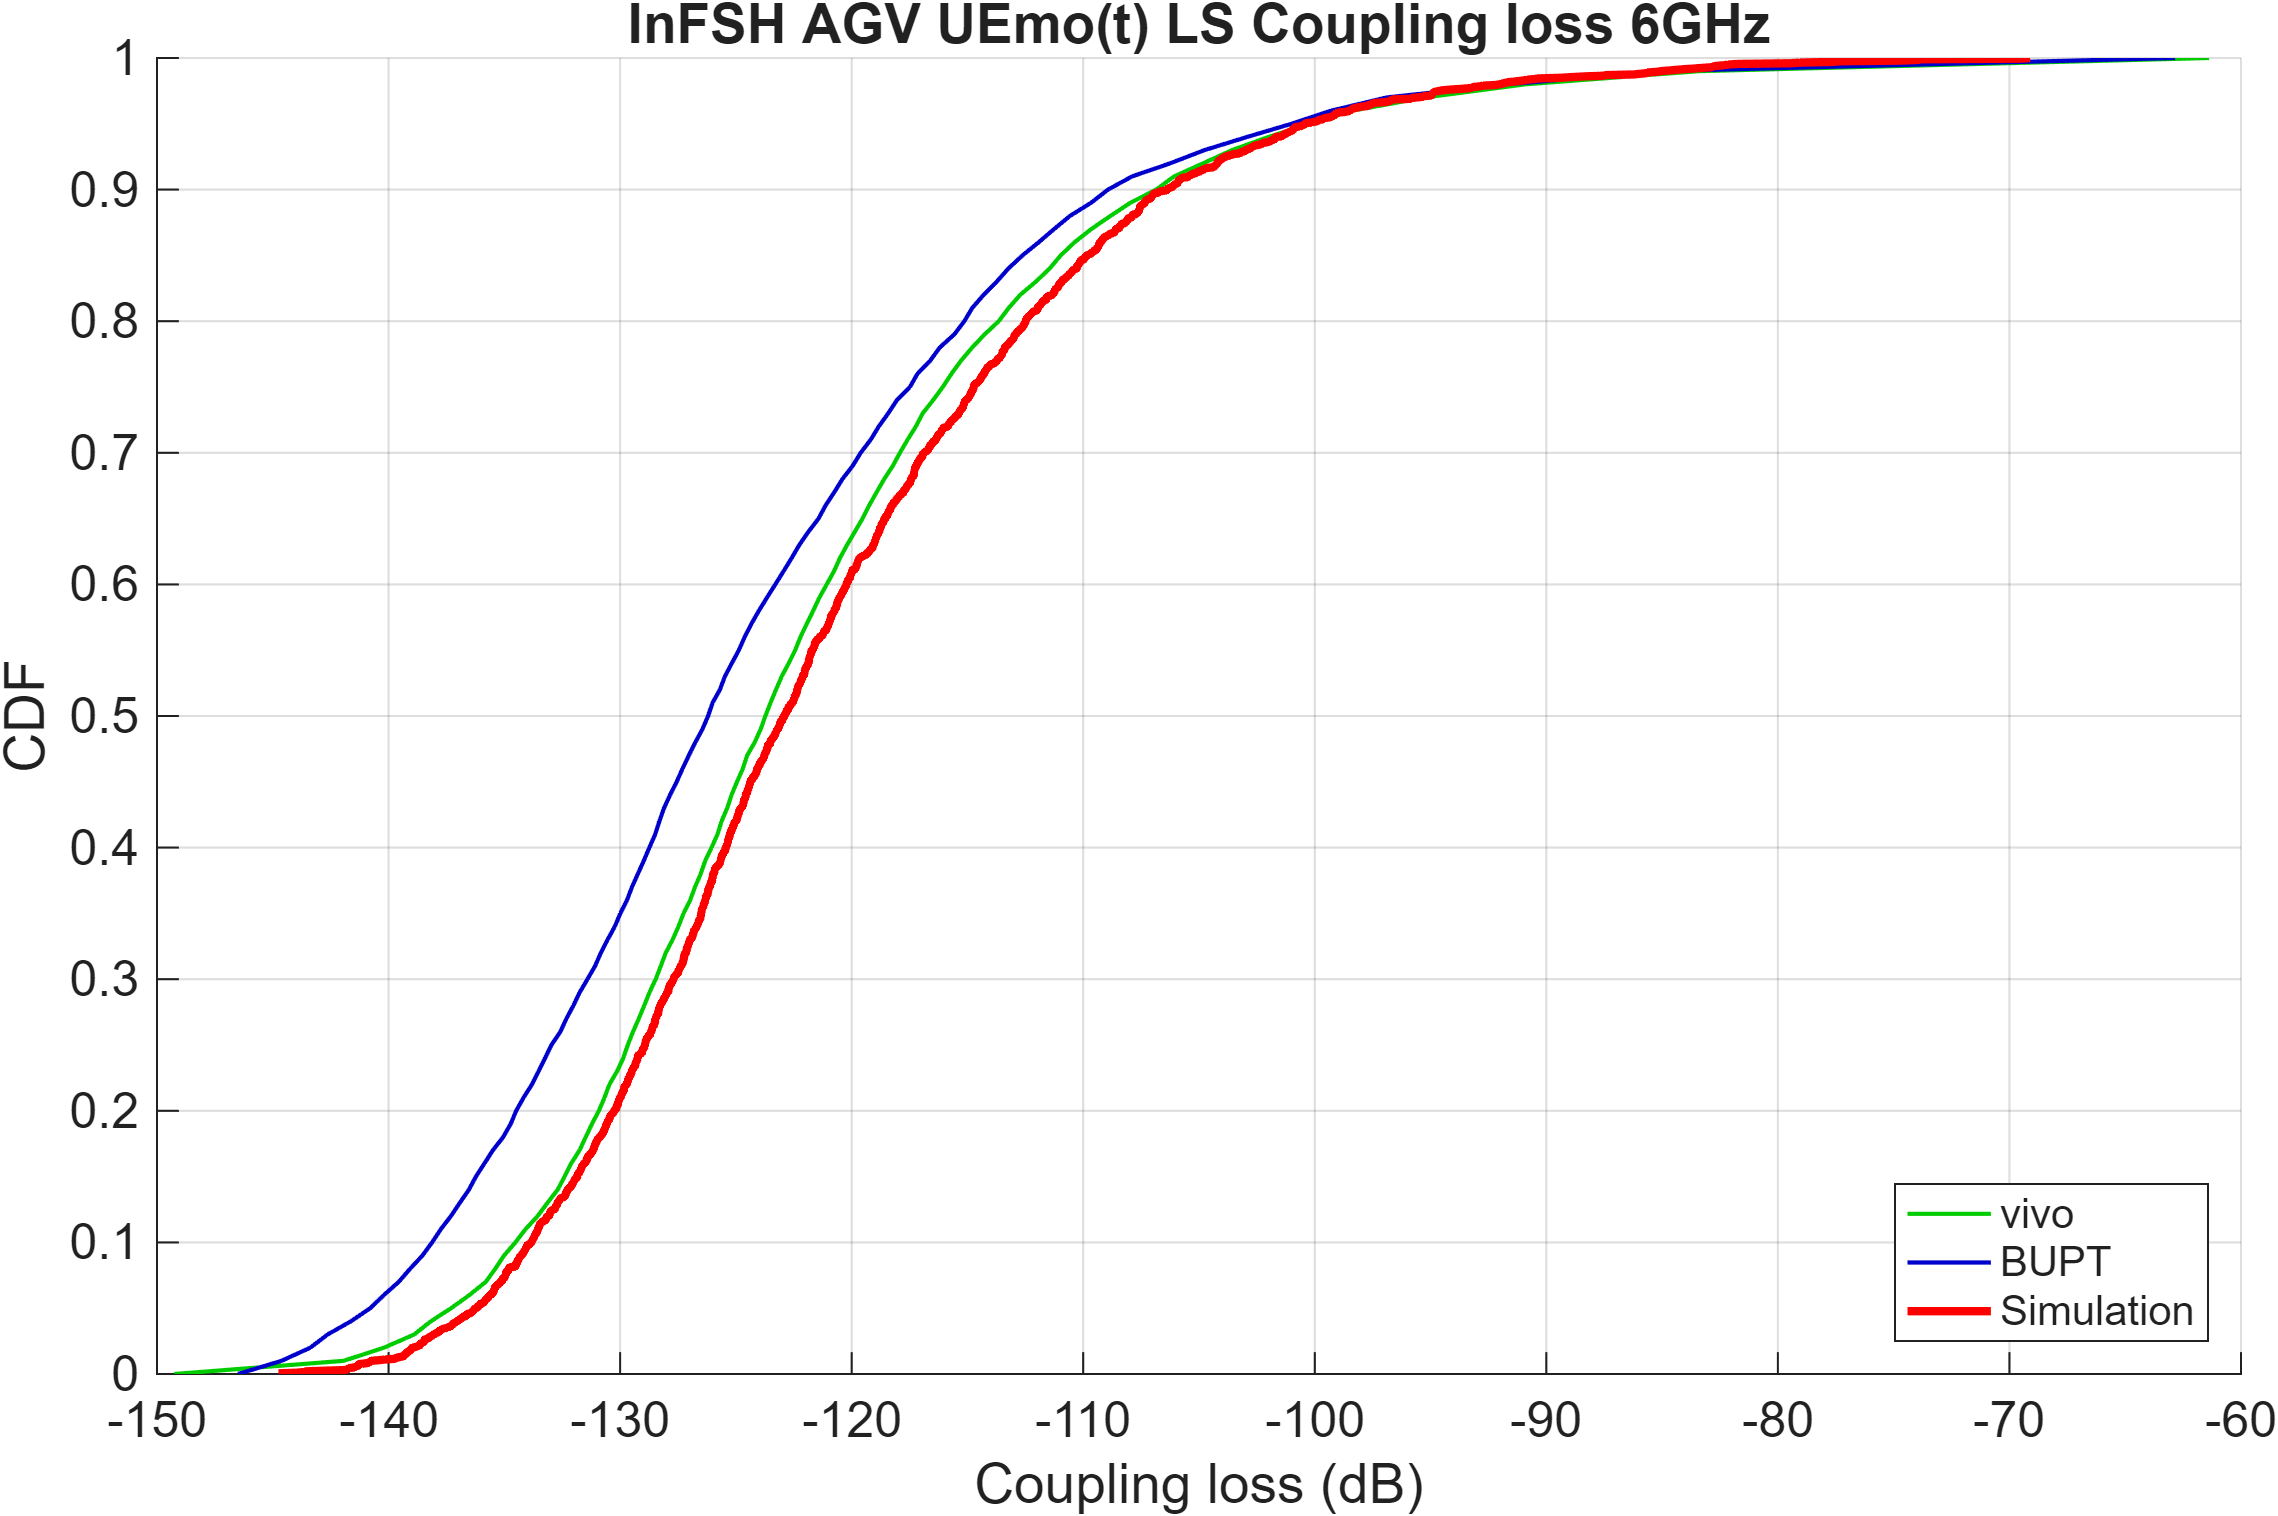 InFSH AGV UEmo(t) LS Coupling loss 6GHz
1
0.9
0.8
0.7
0.6
0.5
0.4
0.3
0.2
0.1
0
CDF
-150 -140 -130 -120 -110 -100 -90 -80 -70 -60
Coupling loss (dB)
vivo
BUPT
Simulation